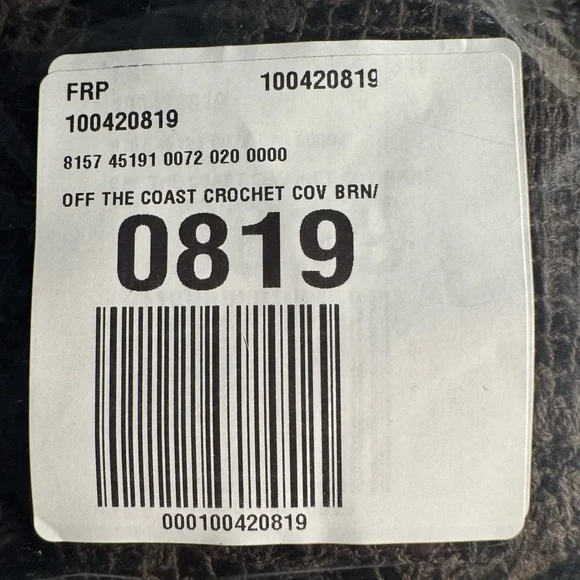 FRP 100420819
100420819
8157 45191 0072 020 0000
OFF THE COAST CROCHET COV BRN/
0819
000100420819